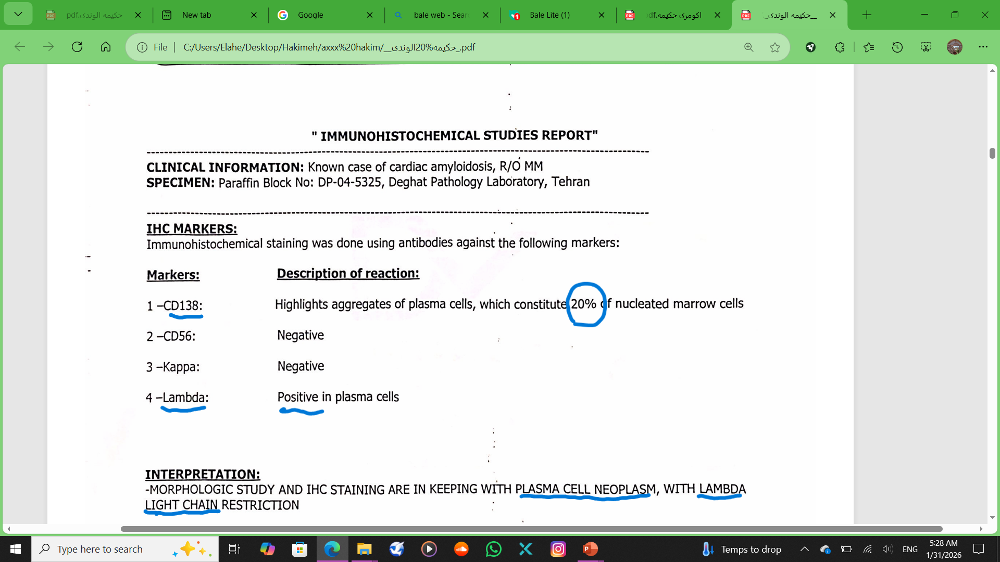 حکیمه الوندی.pdf
New tab
Google
bale web - Sear
Bale Lite (1)
اکومری حکیمه.pdf
حکیمه الوندی__
File
C:/Users/Elahe/Desktop/Hakimeh/axxx%20hakim/__حکیمه%20الوندی_.pdf
" IMMUNOHISTOCHEMICAL STUDIES REPORT"
CLINICAL INFORMATION: Known case of cardiac amyloidosis, R/O MM
SPECIMEN: Paraffin Block No: DP-04-5325, Deghat Pathology Laboratory, Tehran
IHC MARKERS:
Immunohistochemical staining was done using antibodies against the following markers:
Markers: Description of reaction:
1 –CD138: Highlights aggregates of plasma cells, which constitute 20% of nucleated marrow cells
2 –CD56: Negative
3 –Kappa: Negative
4 –Lambda: Positive in plasma cells
INTERPRETATION:
-MORPHOLOGIC STUDY AND IHC STAINING ARE IN KEEPING WITH PLASMA CELL NEOPLASM, WITH LAMBDA
LIGHT CHAIN RESTRICTION
Type here to search
Temps to drop
ENG
5:28 AM
1/31/2026